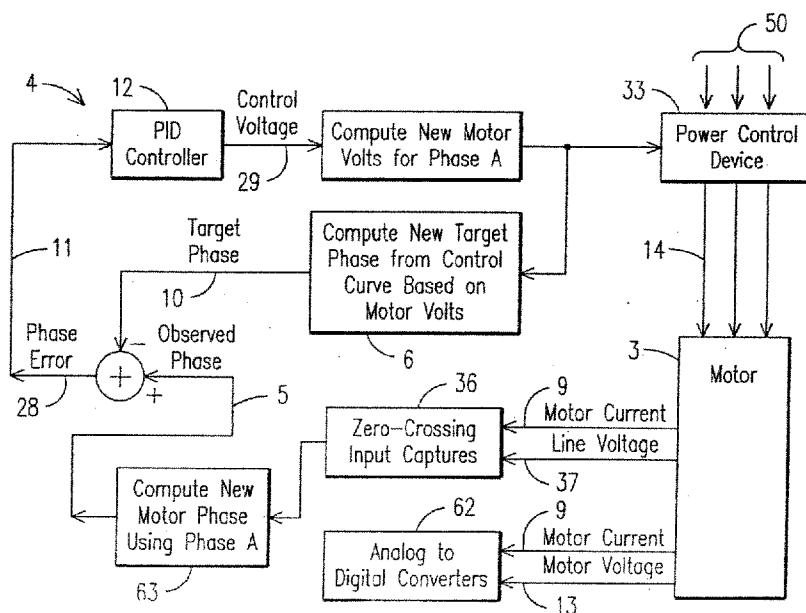 50
4
12
33
PID
Controller
Control
Voltage
29
Compute New Motor
Volts for Phase A
Power Control
Device
11
Target
Phase
10
Compute New Target
Phase from Control
Curve Based on
Motor Volts
6
14
Phase
Error
28
−
+
+
Observed
Phase
5
3
Motor
36
Zero-Crossing
Input Captures
9
Motor Current
Line Voltage
37
Compute New
Motor Phase
Using Phase A
63
62
Analog to
Digital Converters
9
Motor Current
Motor Voltage
13